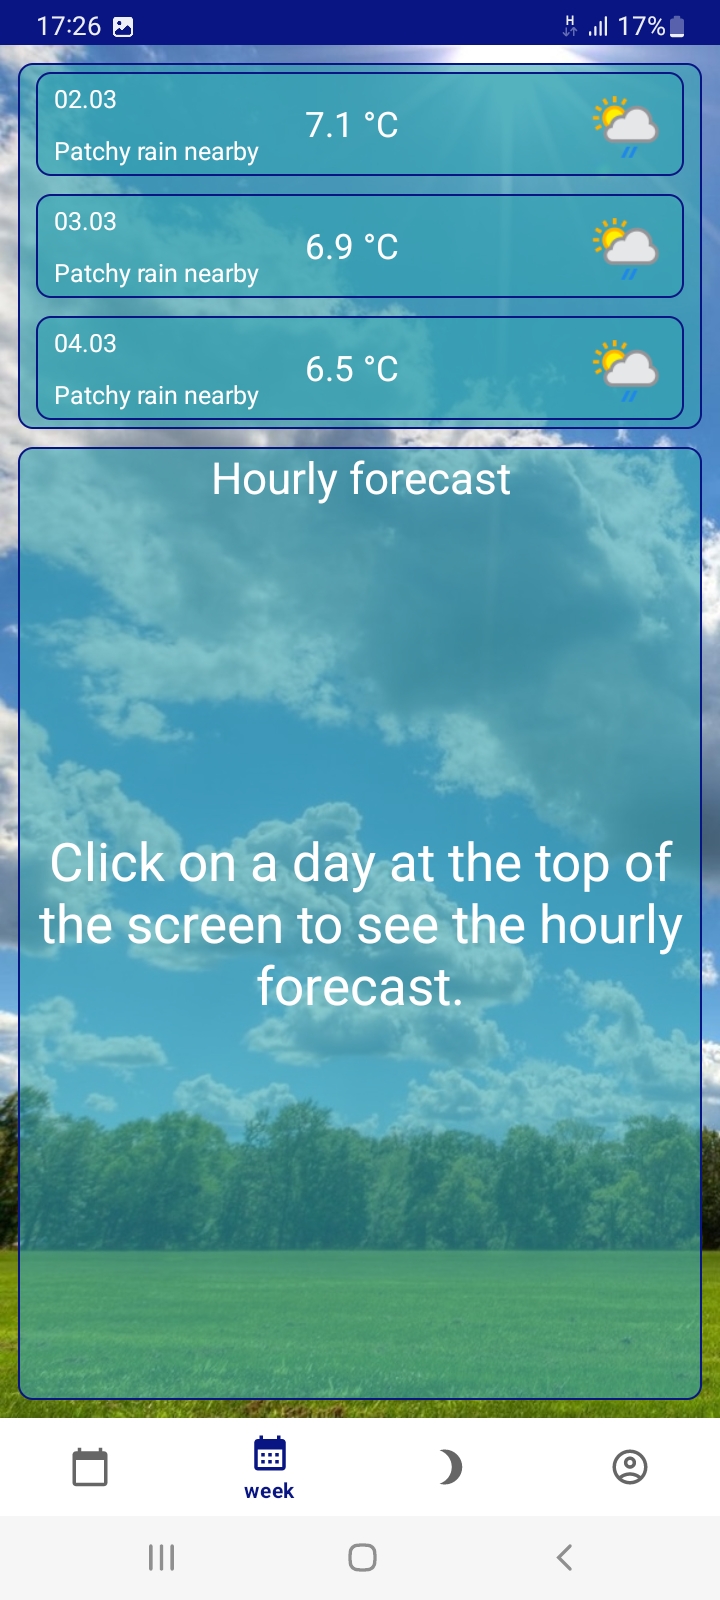 17:26
H
17%
02.03
7.1 °C
Patchy rain nearby
03.03
6.9 °C
Patchy rain nearby
04.03
6.5 °C
Patchy rain nearby
Hourly forecast
Click on a day at the top of
the screen to see the hourly
forecast.
week